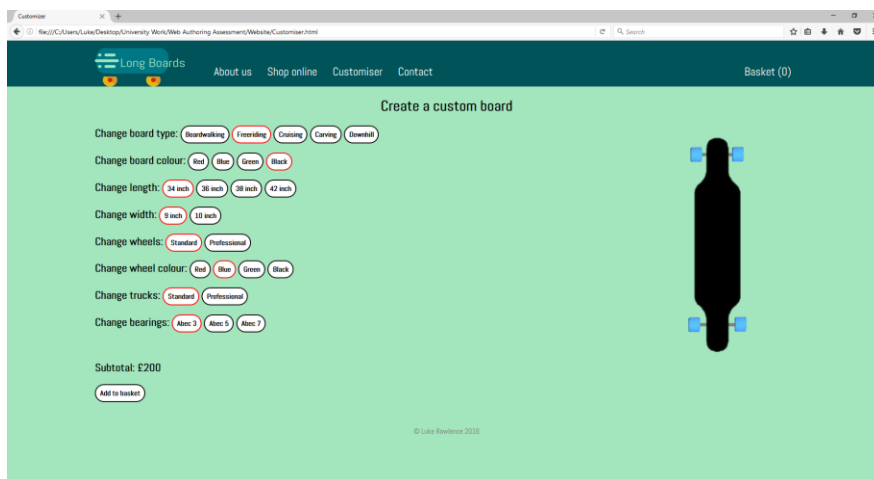 Customizer
file:///C:/Users/Luke/Desktop/University Work/Web Authoring Assessment/Website/Customiser.html
Search
Long Boards
About us Shop online Customiser Contact Basket (0)
Create a custom board
Change board type: Boardwalking Freeriding Cruising Carving Downhill
Change board colour: Red Blue Green Black
Change length: 34 inch 36 inch 38 inch 42 inch
Change width: 9 inch 10 inch
Change wheels: Standard Professional
Change wheel colour: Red Blue Green Black
Change trucks: Standard Professional
Change bearings: Abec 3 Abec 5 Abec 7
Subtotal: £200
Add to basket
© Luke Rowlence 2016